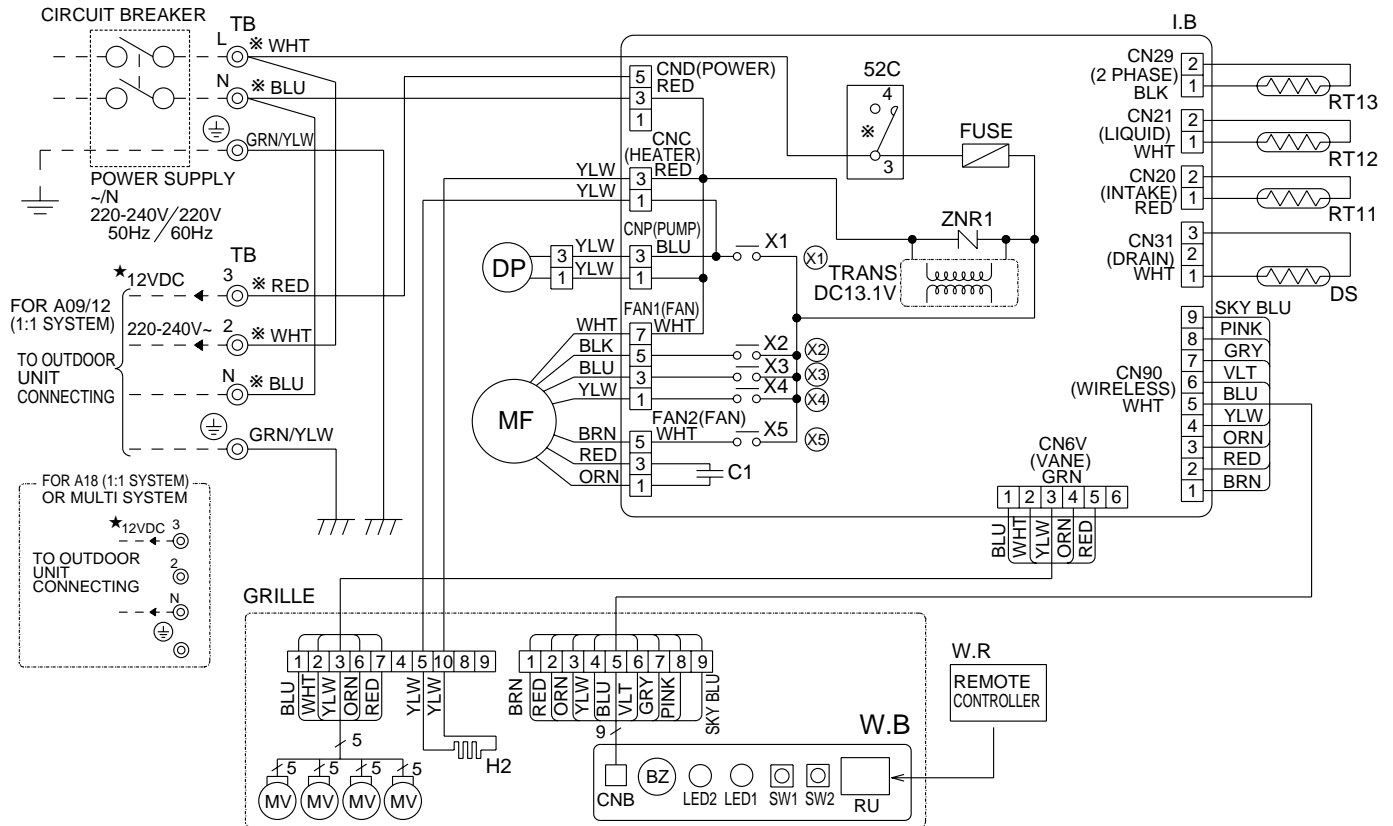 CIRCUIT BREAKER
TB
L
※ WHT
N
※ BLU
GRN/YLW
POWER SUPPLY
~/N
220-240V/220V
50Hz/60Hz
TB
★12VDC
3
※ RED
FOR A09/12
(1:1 SYSTEM)
220-240V~
2
※ WHT
TO OUTDOOR
UNIT
CONNECTING
N
※ BLU
GRN/YLW
FOR A18 (1:1 SYSTEM)
OR MULTI SYSTEM
★12VDC 3
TO OUTDOOR
UNIT
CONNECTING
2
N
I.B
5
3
1
CND(POWER)
RED
CNC
(HEATER)
RED
YLW 3
YLW 1
CNP(PUMP)
BLU
DP
3 YLW 3
1 YLW 1
X1
X1
FAN1(FAN)
WHT
MF
WHT 7
BLK 5
BLU 3
YLW 1
X2
X2
X3
X3
X4
X4
FAN2(FAN)
WHT
BRN 5
RED 3
ORN 1
X5
X5
C1
52C
4
※
3
FUSE
ZNR1
TRANS
DC13.1V
CN29
(2 PHASE)
BLK
2
1
RT13
CN21
(LIQUID)
WHT
2
1
RT12
CN20
(INTAKE)
RED
2
1
RT11
CN31
(DRAIN)
WHT
3
2
1
DS
CN90
(WIRELESS)
WHT
9 SKY BLU
8 PINK
7 GRY
6 VLT
5 BLU
4 YLW
3 ORN
2 RED
1 BRN
CN6V
(VANE)
GRN
1 2 3 4 5 6
BLU
WHT
YLW
ORN
RED
GRILLE
1 2 3 6 7 4 5 10 8 9
BLU
WHT
YLW
ORN
RED
YLW
YLW
5
5
5
5
5
MV
MV
MV
MV
H2
1 2 3 4 5 6 7 8 9
BRN
RED
ORN
YLW
BLU
VLT
GRY
PINK
SKY BLU
9
W.B
CNB
BZ
LED2
LED1
SW1
SW2
RU
W.R
REMOTE
CONTROLLER